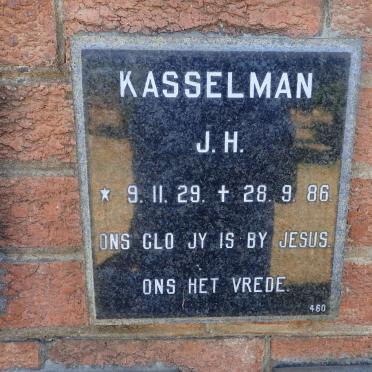 KASSELMAN
J.H.
★ 9.11.29. ✝ 28.9.86
ONS GLO JY IS BY JESUS.
ONS HET VREDE.
460